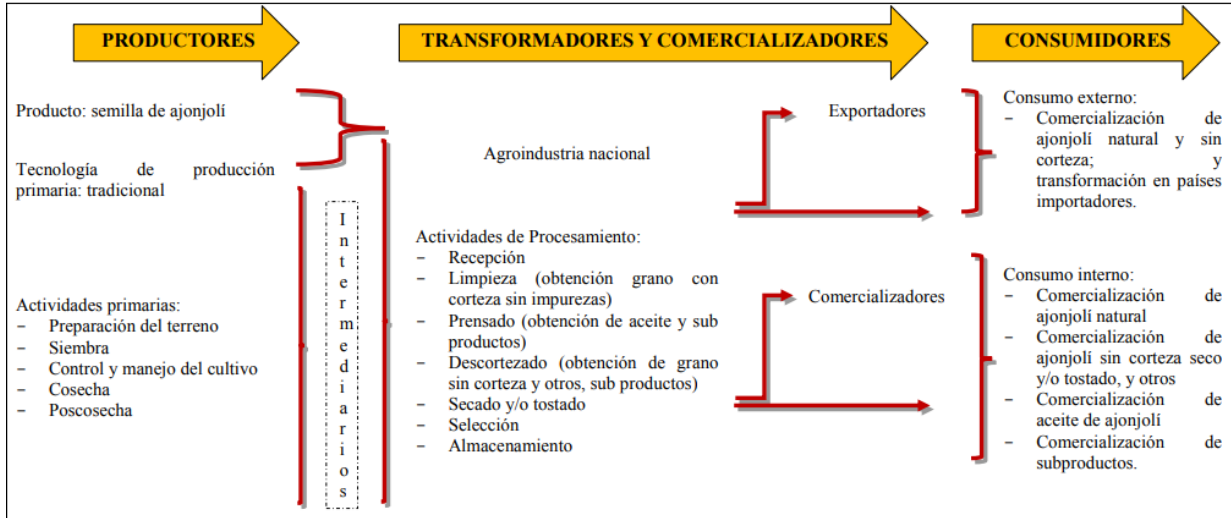 PRODUCTORES
TRANSFORMADORES Y COMERCIALIZADORES
CONSUMIDORES
Producto: semilla de ajonjolí
Tecnología de producción
primaria: tradicional
Actividades primarias:
- Preparación del terreno
- Siembra
- Control y manejo del cultivo
- Cosecha
- Poscosecha
Intermediarios
Agroindustria nacional
Actividades de Procesamiento:
- Recepción
- Limpieza (obtención grano con
corteza sin impurezas)
- Prensado (obtención de aceite y sub
productos)
- Descortezado (obtención de grano
sin corteza y otros, sub productos)
- Secado y/o tostado
- Selección
- Almacenamiento
Exportadores
Comercializadores
Consumo externo:
- Comercialización de
ajonjolí natural y sin
corteza; y
transformación en países
importadores.
Consumo interno:
- Comercialización de
ajonjolí natural
- Comercialización de
ajonjolí sin corteza seco
y/o tostado, y otros
- Comercialización de
aceite de ajonjolí
- Comercialización de
subproductos.